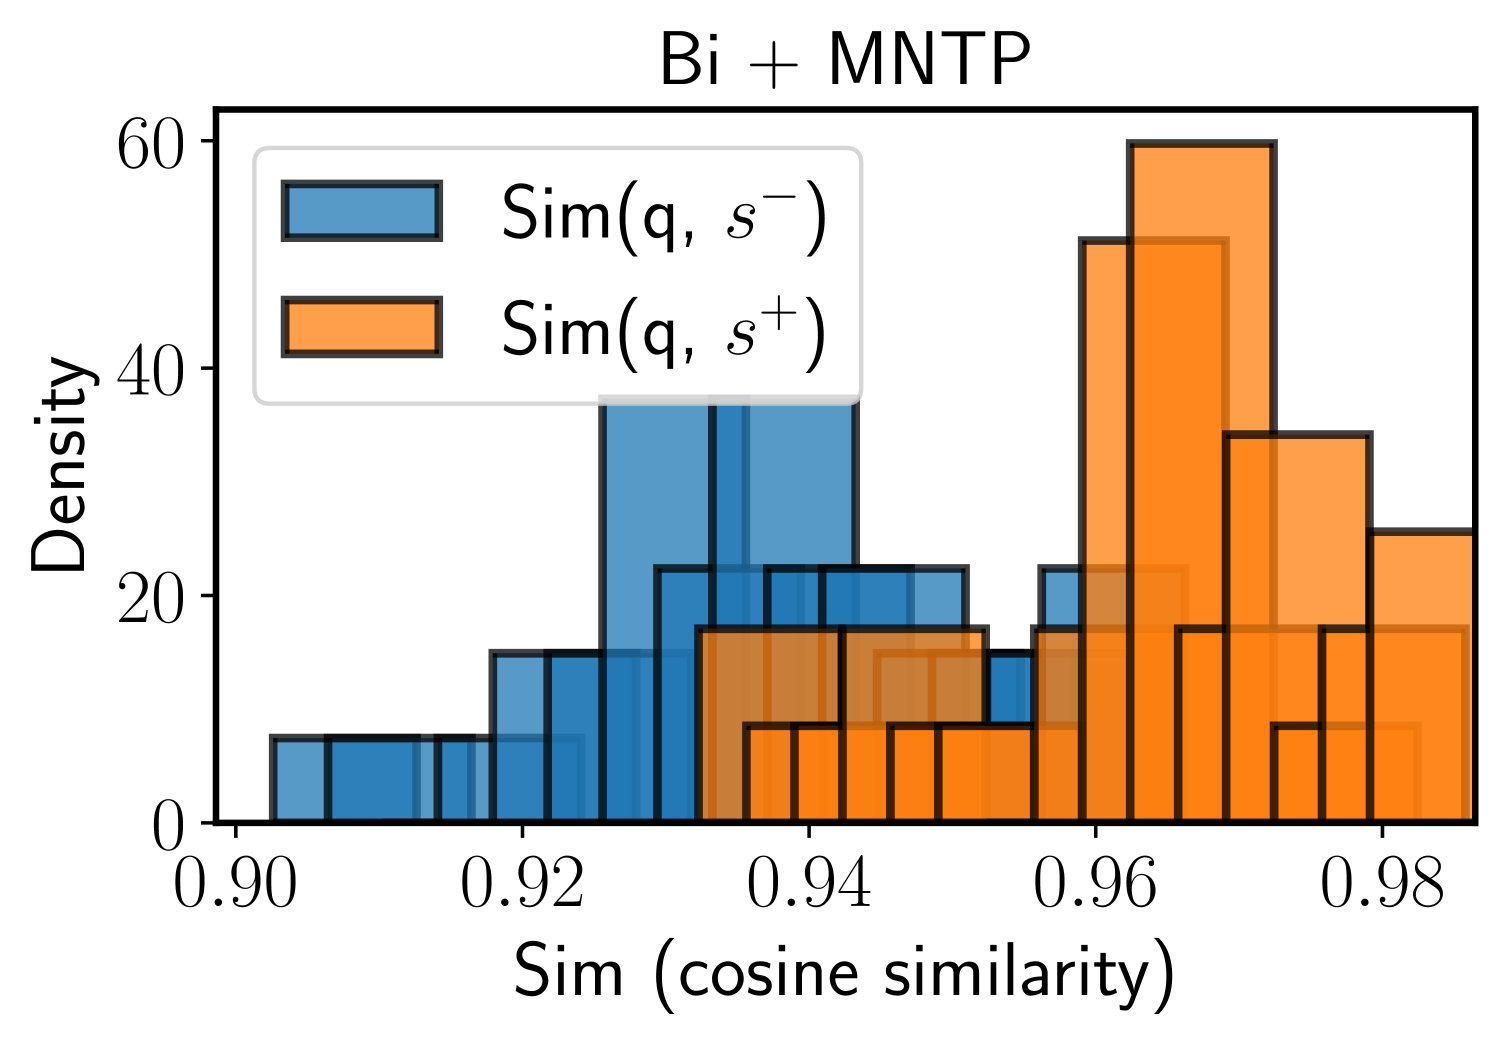 Bi + MNTP
60
40
20
0
Density
Sim(q, s⁻)
Sim(q, s⁺)
0.90 0.92 0.94 0.96 0.98
Sim (cosine similarity)